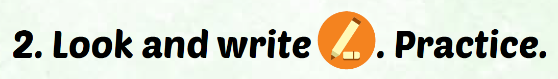 2. Look and write . Practice.